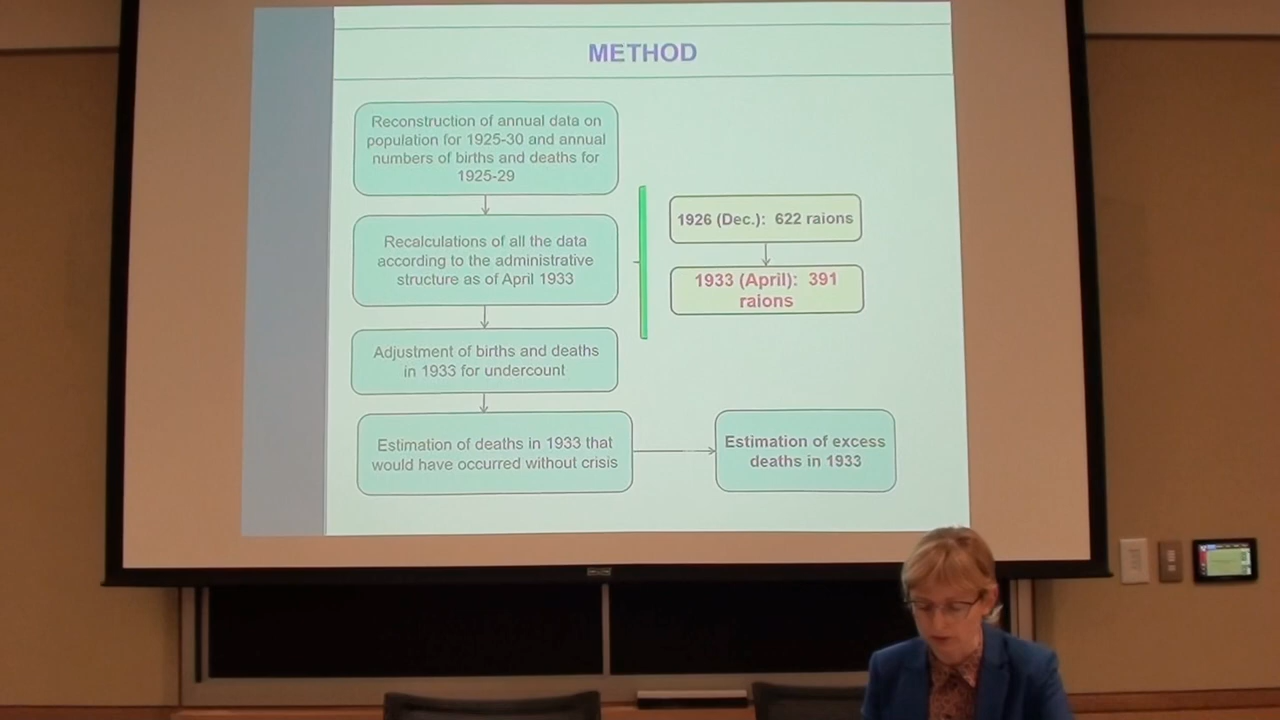 METHOD
Reconstruction of annual data on
population for 1925-30 and annual
numbers of births and deaths for
1925-29
Recalculations of all the data
according to the administrative
structure as of April 1933
Adjustment of births and deaths
in 1933 for undercount
Estimation of deaths in 1933 that
would have occurred without crisis
1926 (Dec.): 622 raions
1933 (April): 391
raions
Estimation of excess
deaths in 1933